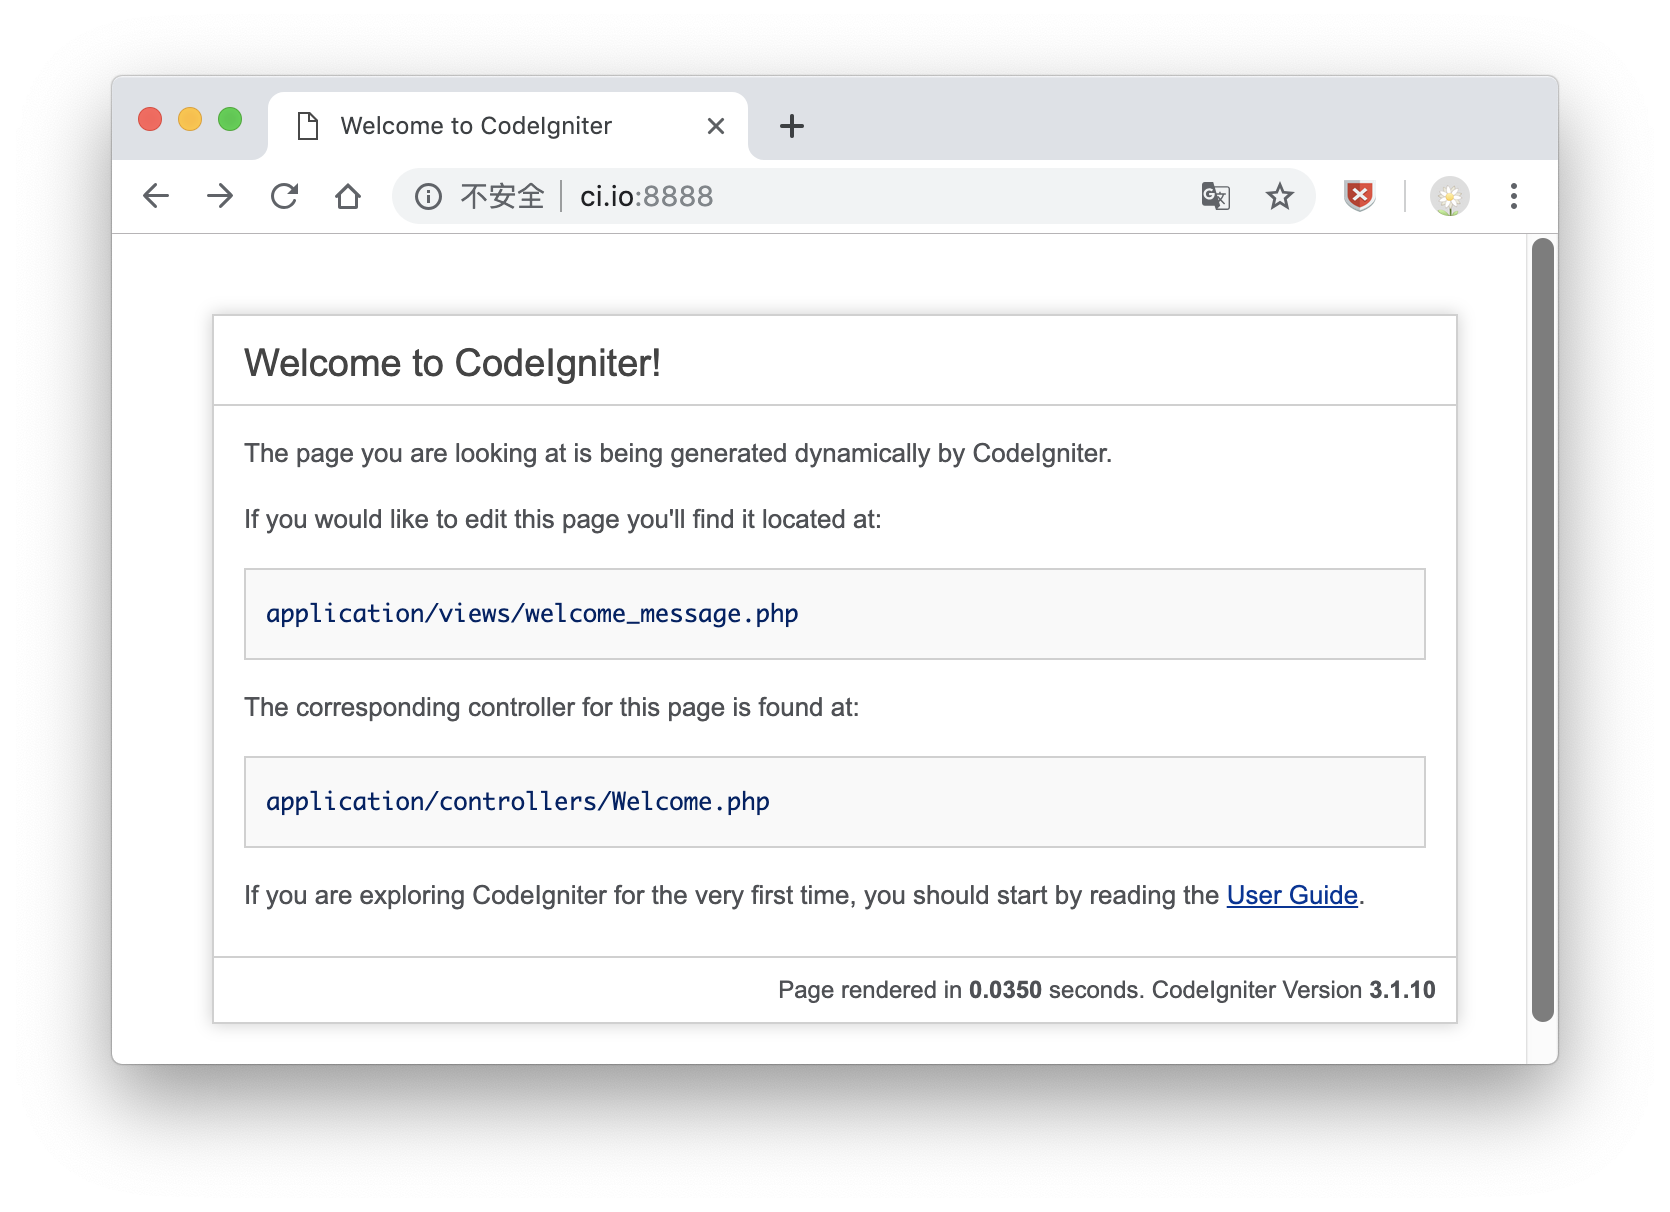 Welcome to CodeIgniter
不安全 ci.io:8888
Welcome to CodeIgniter!
The page you are looking at is being generated dynamically by CodeIgniter.
If you would like to edit this page you'll find it located at:
application/views/welcome_message.php
The corresponding controller for this page is found at:
application/controllers/Welcome.php
If you are exploring CodeIgniter for the very first time, you should start by reading the User Guide.
Page rendered in 0.0350 seconds. CodeIgniter Version 3.1.10